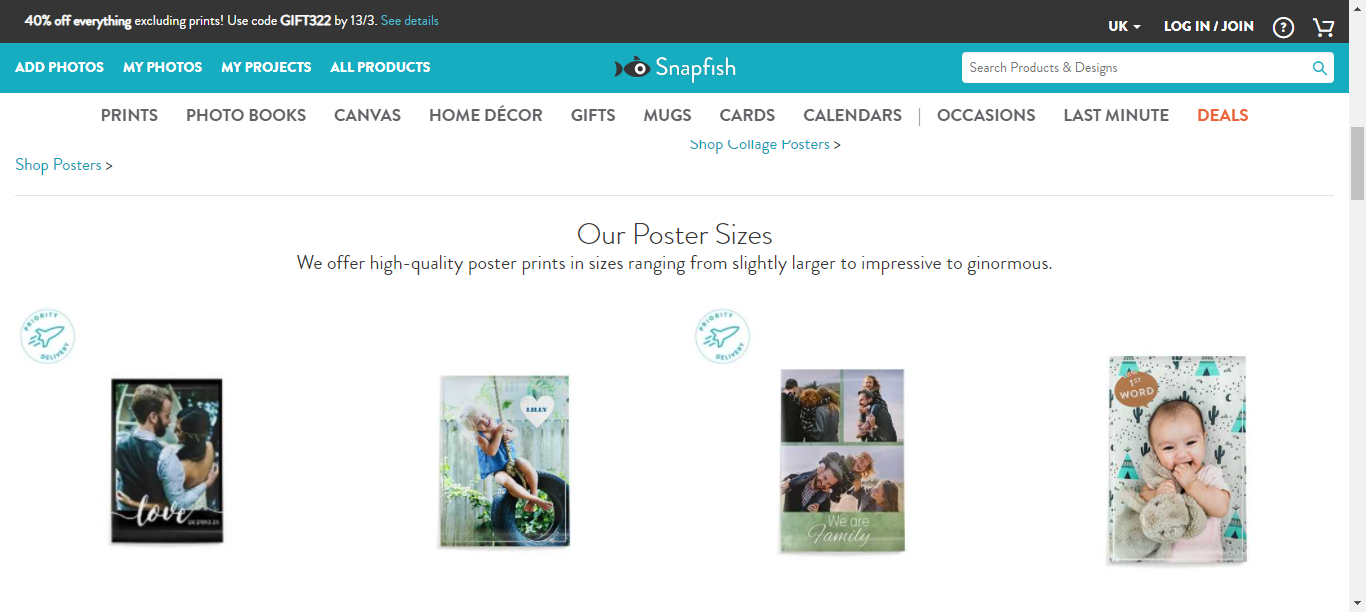 40% off everything excluding prints! Use code GIFT322 by 13/3. See details
UK
LOG IN / JOIN
?
ADD PHOTOS
MY PHOTOS
MY PROJECTS
ALL PRODUCTS
Snapfish
Search Products & Designs
PRINTS
PHOTO BOOKS
CANVAS
HOME DÉCOR
GIFTS
MUGS
CARDS
CALENDARS
OCCASIONS
LAST MINUTE
DEALS
Shop Collage Posters >
Shop Posters >
Our Poster Sizes
We offer high-quality poster prints in sizes ranging from slightly larger to impressive to ginormous.
PRIORITY
DELIVERY
PRIORITY
DELIVERY
love
LILLY
We are
Family
1ST
WORD